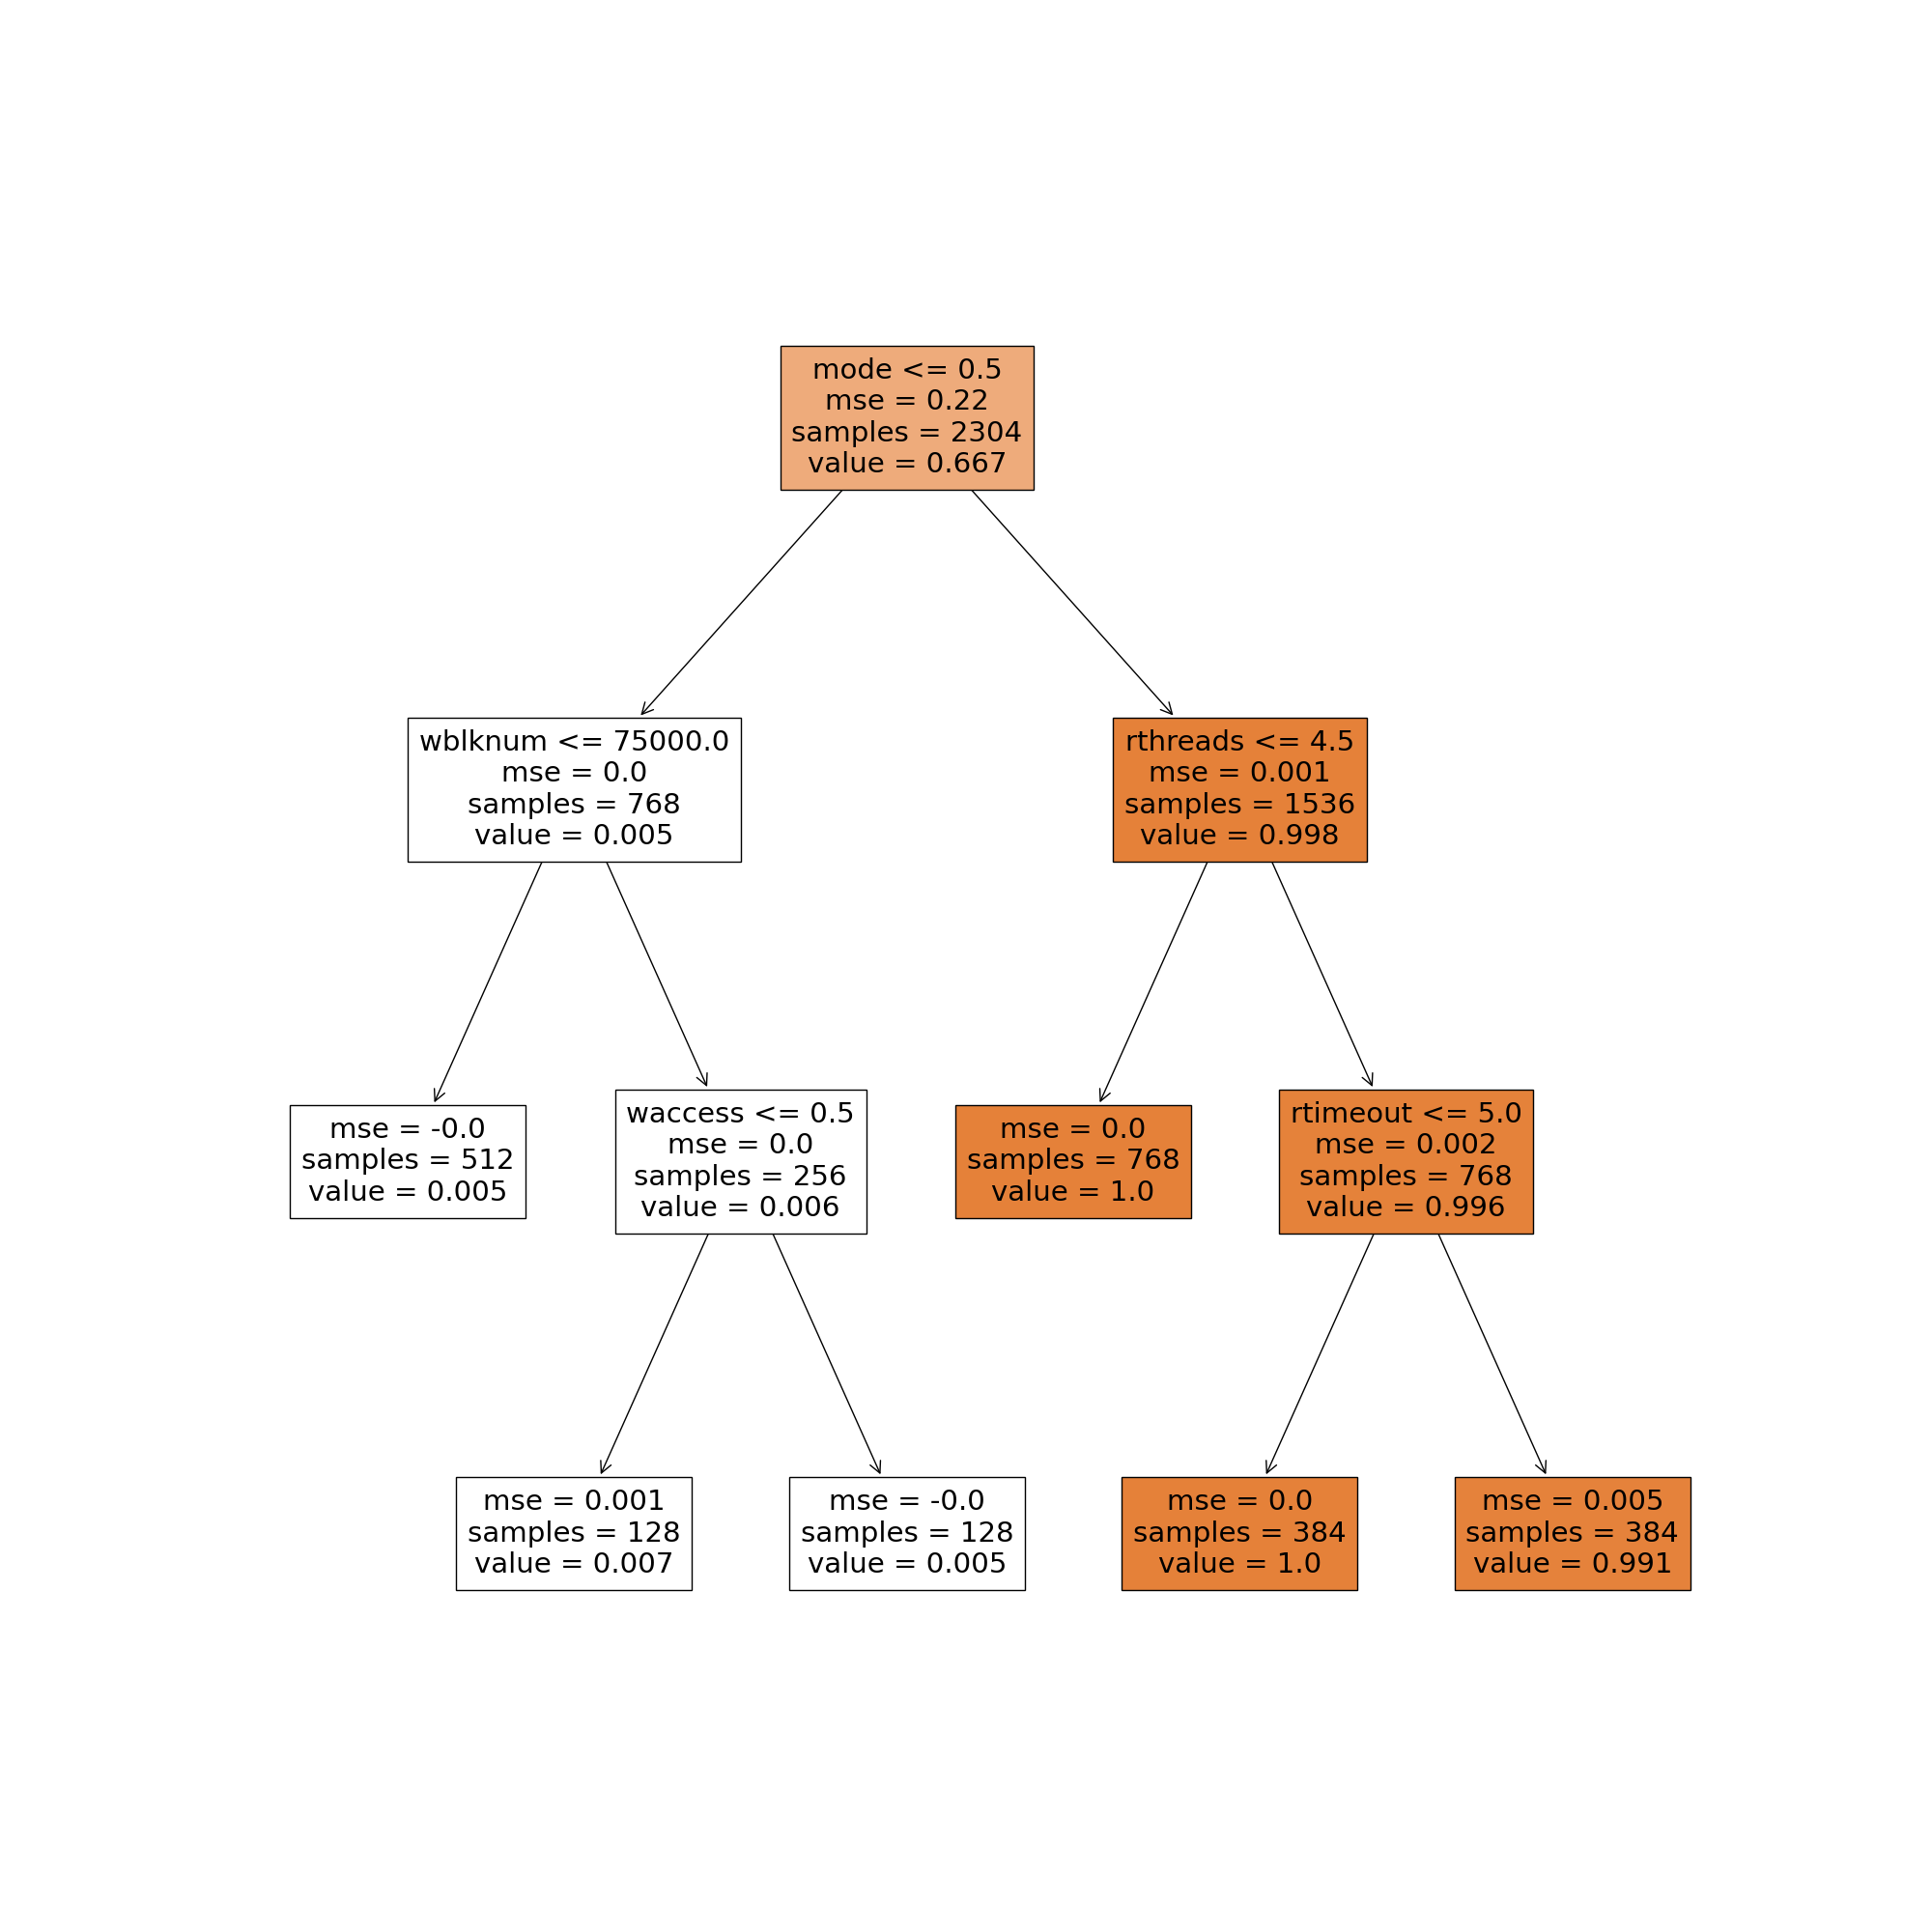 mode <= 0.5
mse = 0.22
samples = 2304
value = 0.667
wblknum <= 75000.0
mse = 0.0
samples = 768
value = 0.005
rthreads <= 4.5
mse = 0.001
samples = 1536
value = 0.998
mse = -0.0
samples = 512
value = 0.005
waccess <= 0.5
mse = 0.0
samples = 256
value = 0.006
mse = 0.0
samples = 768
value = 1.0
rtimeout <= 5.0
mse = 0.002
samples = 768
value = 0.996
mse = 0.001
samples = 128
value = 0.007
mse = -0.0
samples = 128
value = 0.005
mse = 0.0
samples = 384
value = 1.0
mse = 0.005
samples = 384
value = 0.991